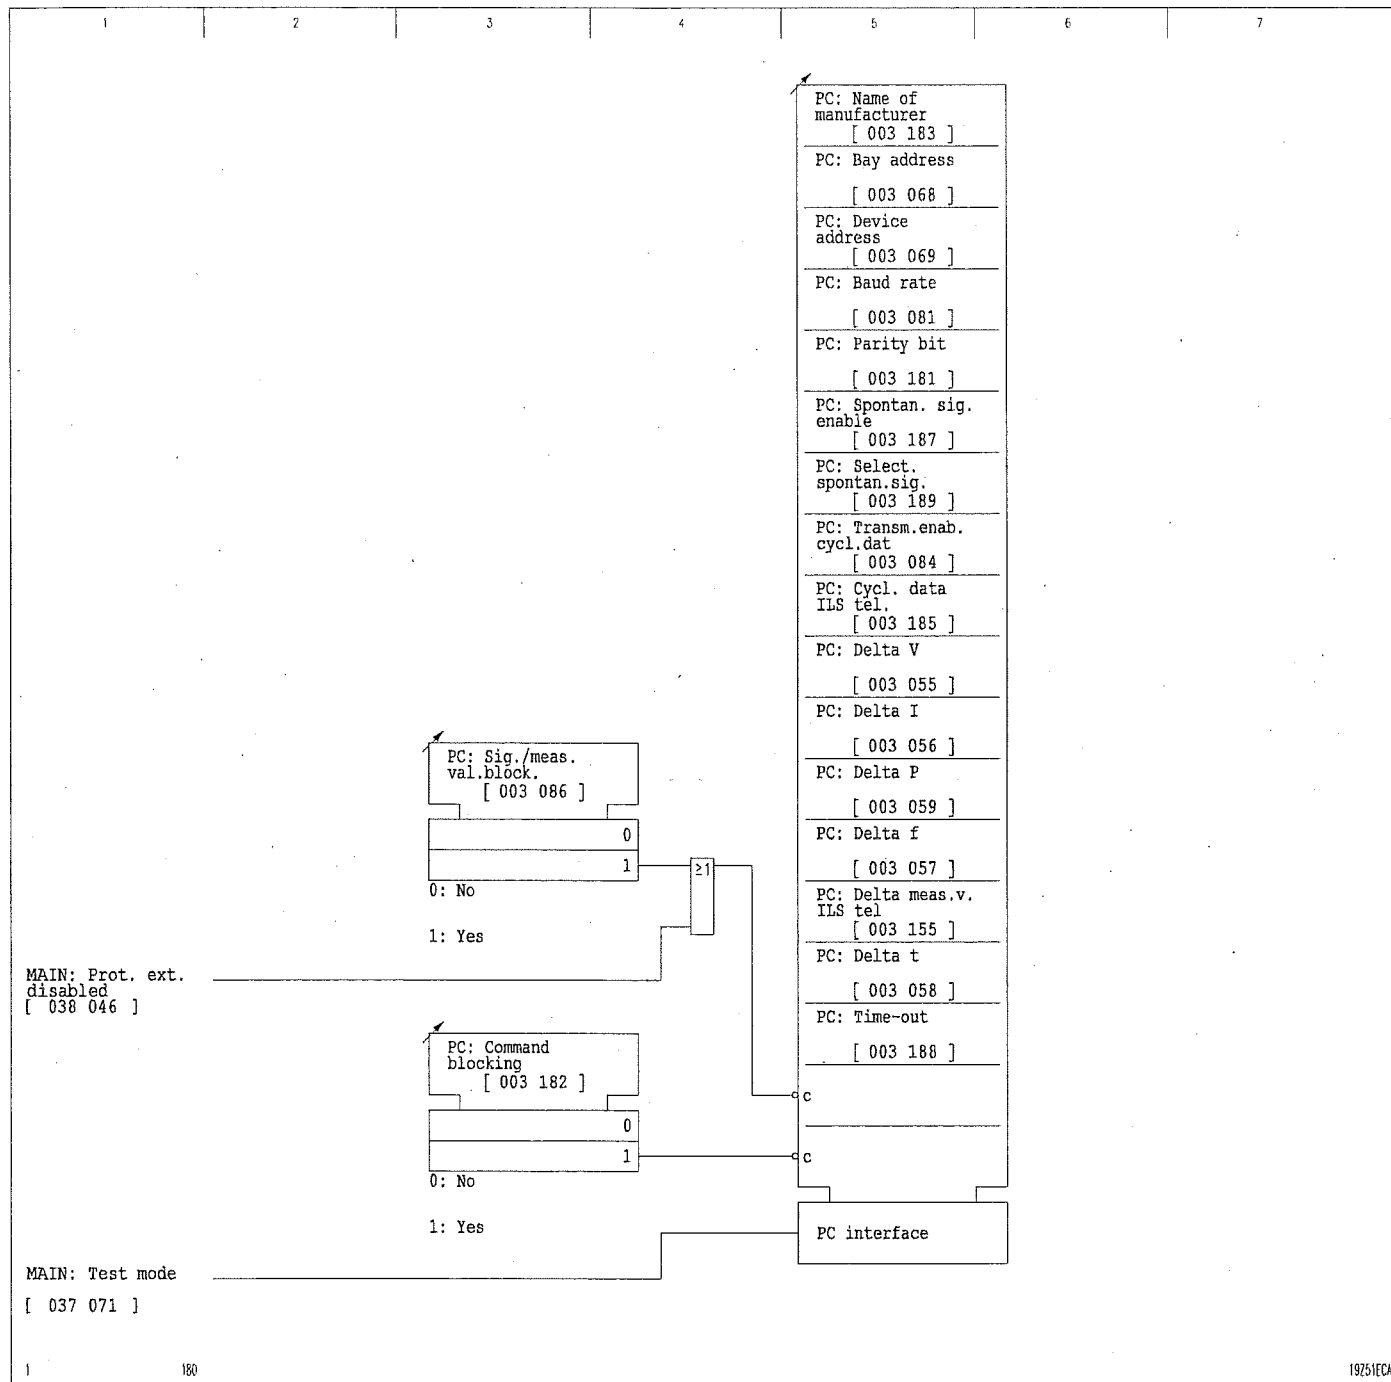 1 2 3 4 5 6 7
PC: Name of
manufacturer
[ 003 183 ]
PC: Bay address
[ 003 068 ]
PC: Device
address
[ 003 069 ]
PC: Baud rate
[ 003 081 ]
PC: Parity bit
[ 003 181 ]
PC: Spontan. sig.
enable
[ 003 187 ]
PC: Select.
spontan.sig.
[ 003 189 ]
PC: Transm.enab.
cycl.dat
[ 003 084 ]
PC: Cycl. data
ILS tel.
[ 003 185 ]
PC: Delta V
[ 003 055 ]
PC: Delta I
[ 003 056 ]
PC: Delta P
[ 003 059 ]
PC: Delta f
[ 003 057 ]
PC: Delta meas.v.
ILS tel
[ 003 155 ]
PC: Delta t
[ 003 058 ]
PC: Time-out
[ 003 188 ]
c
c
PC interface
PC: Sig./meas.
val.block.
[ 003 086 ]
0
1
≥1
0: No
1: Yes
MAIN: Prot. ext.
disabled
[ 038 046 ]
PC: Command
blocking
[ 003 182 ]
0
1
0: No
1: Yes
MAIN: Test mode
[ 037 071 ]
1 180 19Z51ECA